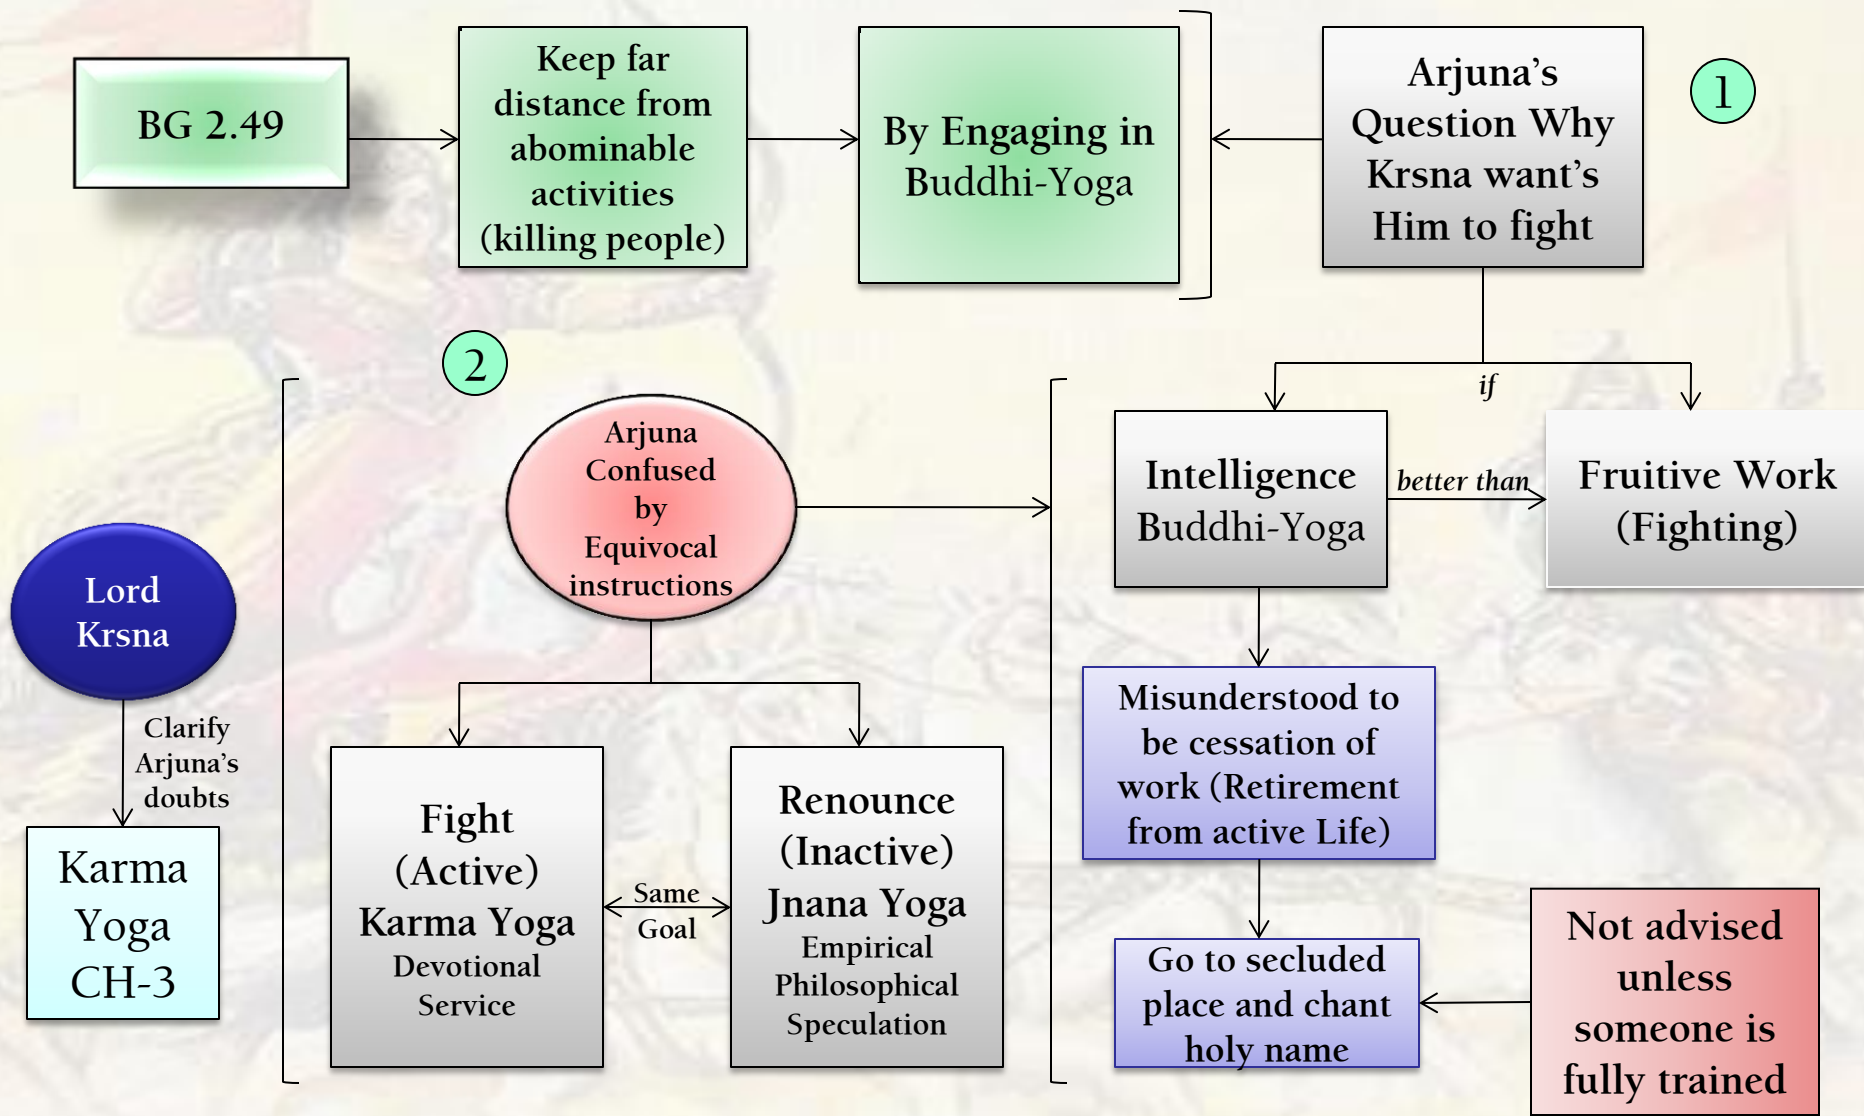 BG 2.49
Keep far
distance from
abominable
activities
(killing people)
By Engaging in
Buddhi-Yoga
Arjuna's
Question Why
Krsna want's
Him to fight
1
if
Intelligence
Buddhi-Yoga
better than
Fruitive Work
(Fighting)
Misunderstood to
be cessation of
work (Retirement
from active Life)
Go to secluded
place and chant
holy name
Not advised
unless
someone is
fully trained
2
Arjuna
Confused
by
Equivocal
instructions
Fight
(Active)
Karma Yoga
Devotional
Service
Same
Goal
Renounce
(Inactive)
Jnana Yoga
Empirical
Philosophical
Speculation
Lord
Krsna
Clarify
Arjuna's
doubts
Karma
Yoga
CH-3